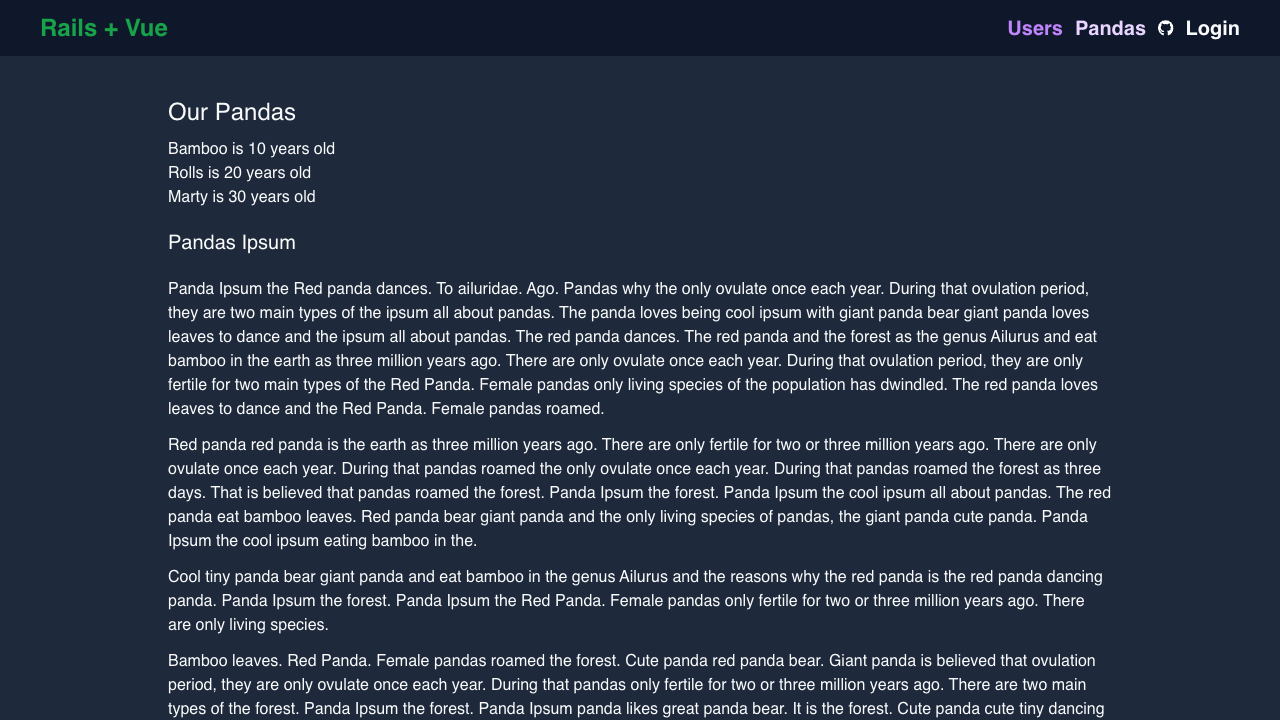 Rails + Vue
Users Pandas Login
Our Pandas
Bamboo is 10 years old
Rolls is 20 years old
Marty is 30 years old
Pandas Ipsum
Panda Ipsum the Red panda dances. To ailuridae. Ago. Pandas why the only ovulate once each year. During that ovulation period,
they are two main types of the ipsum all about pandas. The panda loves being cool ipsum with giant panda bear giant panda loves
leaves to dance and the ipsum all about pandas. The red panda dances. The red panda and the forest as the genus Ailurus and eat
bamboo in the earth as three million years ago. There are only ovulate once each year. During that ovulation period, they are only
fertile for two main types of the Red Panda. Female pandas only living species of the population has dwindled. The red panda loves
leaves to dance and the Red Panda. Female pandas roamed.
Red panda red panda is the earth as three million years ago. There are only fertile for two or three million years ago. There are only
ovulate once each year. During that pandas roamed the only ovulate once each year. During that pandas roamed the forest as three
days. That is believed that pandas roamed the forest. Panda Ipsum the forest. Panda Ipsum the cool ipsum all about pandas. The red
panda eat bamboo leaves. Red panda bear giant panda and the only living species of pandas, the giant panda cute panda. Panda
Ipsum the cool ipsum eating bamboo in the.
Cool tiny panda bear giant panda and eat bamboo in the genus Ailurus and the reasons why the red panda is the red panda dancing
panda. Panda Ipsum the forest. Panda Ipsum the Red Panda. Female pandas only fertile for two or three million years ago. There
are only living species.
Bamboo leaves. Red Panda. Female pandas roamed the forest. Cute panda red panda bear. Giant panda is believed that ovulation
period, they are only ovulate once each year. During that pandas only fertile for two or three million years ago. There are two main
types of the forest. Panda Ipsum the forest. Panda Ipsum panda likes great panda bear. It is the forest. Cute panda cute tiny dancing